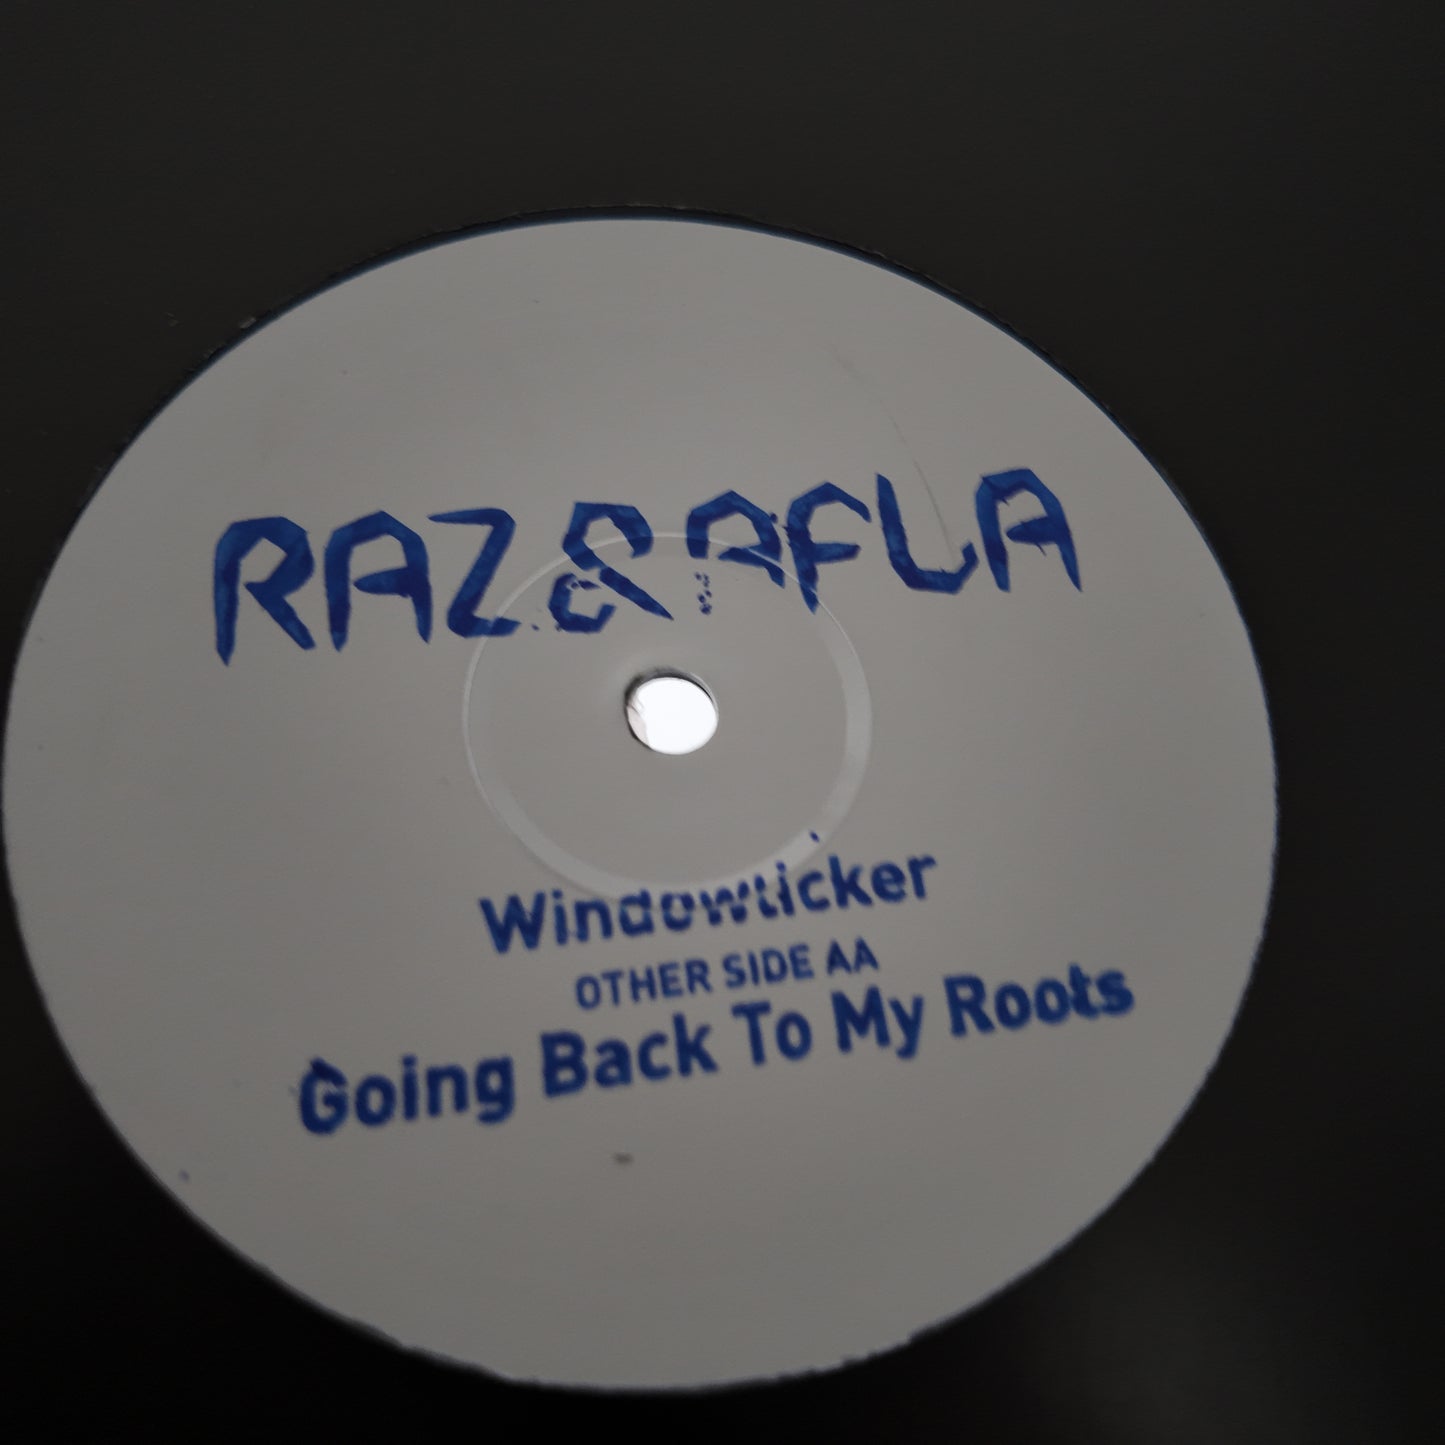 RAZ & AFLA
Windowlicker
OTHER SIDE AA
Going Back To My Roots